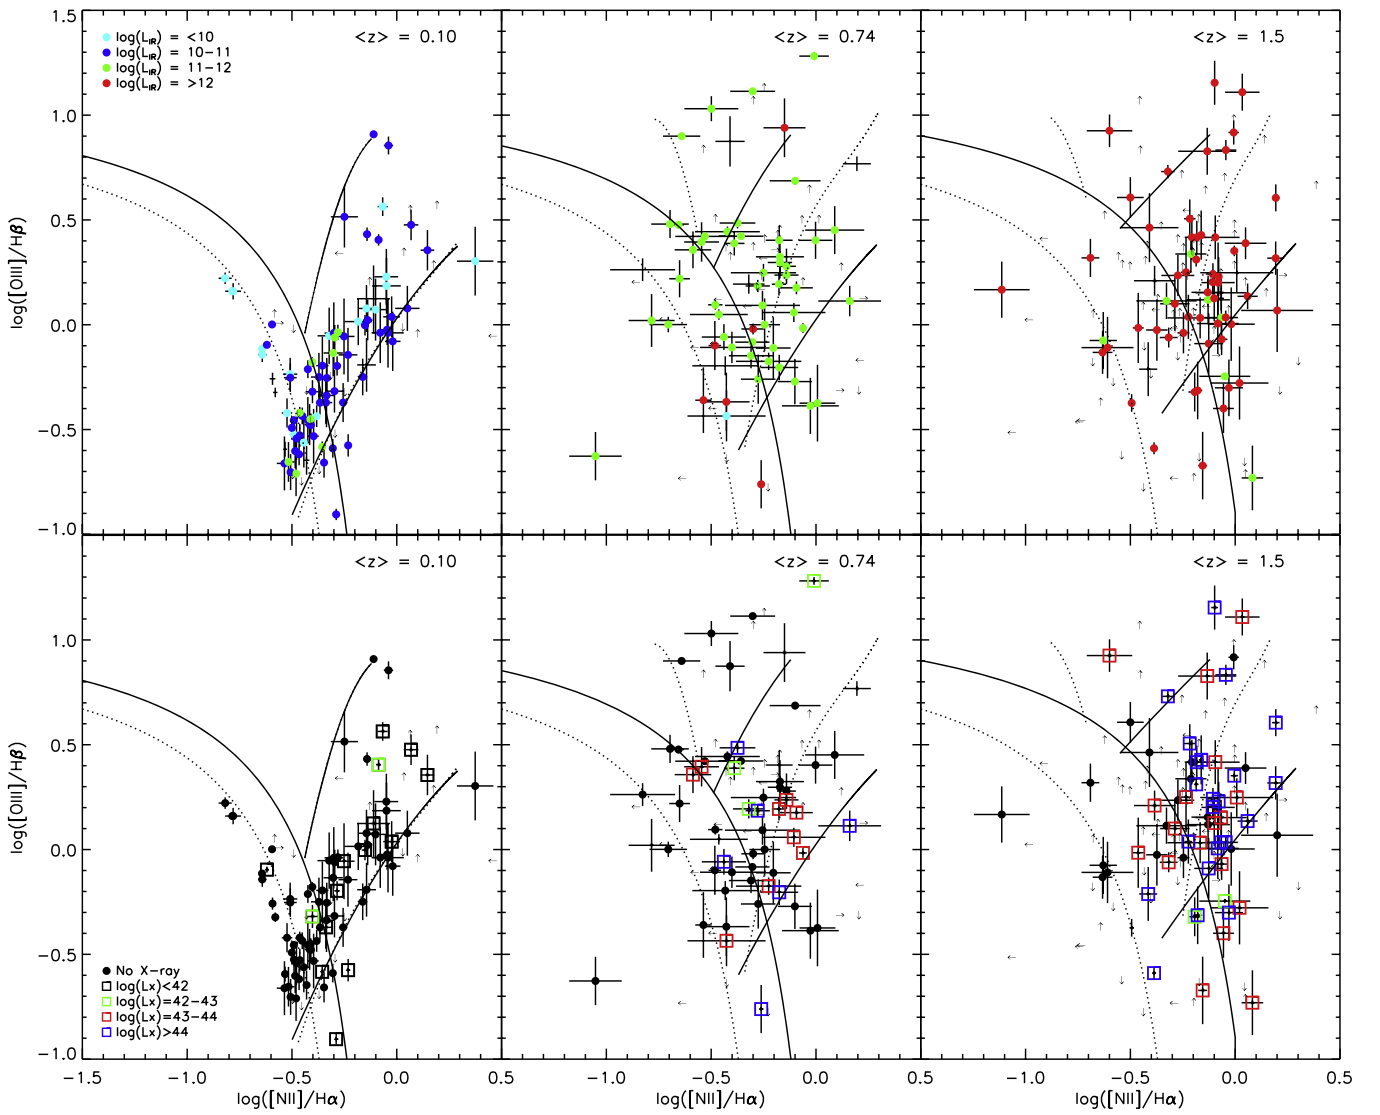 1.5
1.0
0.5
0.0
−0.5
−1.0
log([OIII]/Hβ)
log(L_IR) = <10
log(L_IR) = 10−11
log(L_IR) = 11−12
log(L_IR) = >12
<z> = 0.10
<z> = 0.74
<z> = 1.5
1.0
0.5
0.0
−0.5
−1.0
log([OIII]/Hβ)
<z> = 0.10
<z> = 0.74
<z> = 1.5
No X-ray
log(Lx)<42
log(Lx)=42−43
log(Lx)=43−44
log(Lx)>44
−1.5 −1.0 −0.5 0.0
−1.0 −0.5 0.0
−1.0 −0.5 0.0 0.5
log([NII]/Hα)
log([NII]/Hα)
log([NII]/Hα)